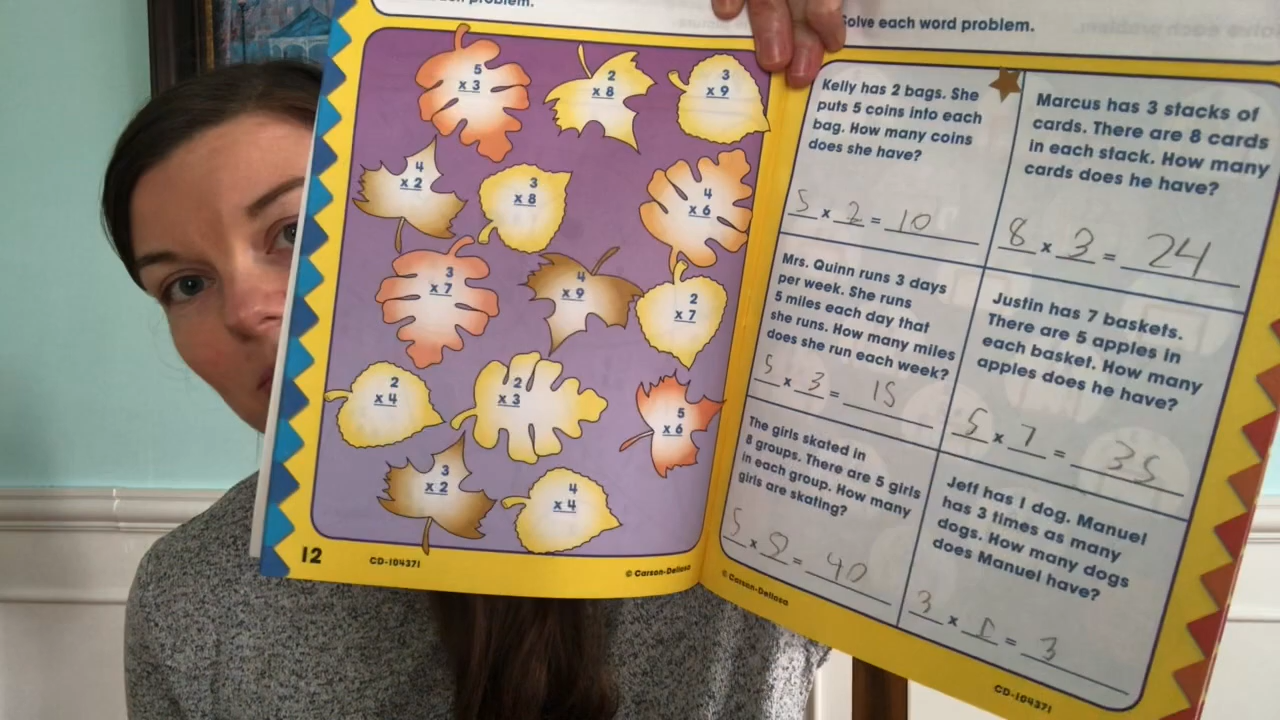 problem.
5
x 3
2
x 8
3
x 9
4
x 2
3
x 8
4
x 6
3
x 7
4
x 9
2
x 7
2
x 4
2
x 3
5
x 6
3
x 2
4
x 4
12
CD-104371
© Carson-Dellosa
Solve each word problem.
Kelly has 2 bags. She
puts 5 coins into each
bag. How many coins
does she have?
5 x 2 = 10
Marcus has 3 stacks of
cards. There are 8 cards
in each stack. How many
cards does he have?
8 x 3 = 24
Mrs. Quinn runs 3 days
per week. She runs
5 miles each day that
she runs. How many miles
does she run each week?
5 x 3 = 15
Justin has 7 baskets.
There are 5 apples in
each basket. How many
apples does he have?
5 x 7 = 35
The girls skated in
8 groups. There are 5 girls
in each group. How many
girls are skating?
5 x 8 = 40
Jeff has 1 dog. Manuel
has 3 times as many
dogs. How many dogs
does Manuel have?
3 x 1 = 3
© Carson-Dellosa
CD-104371